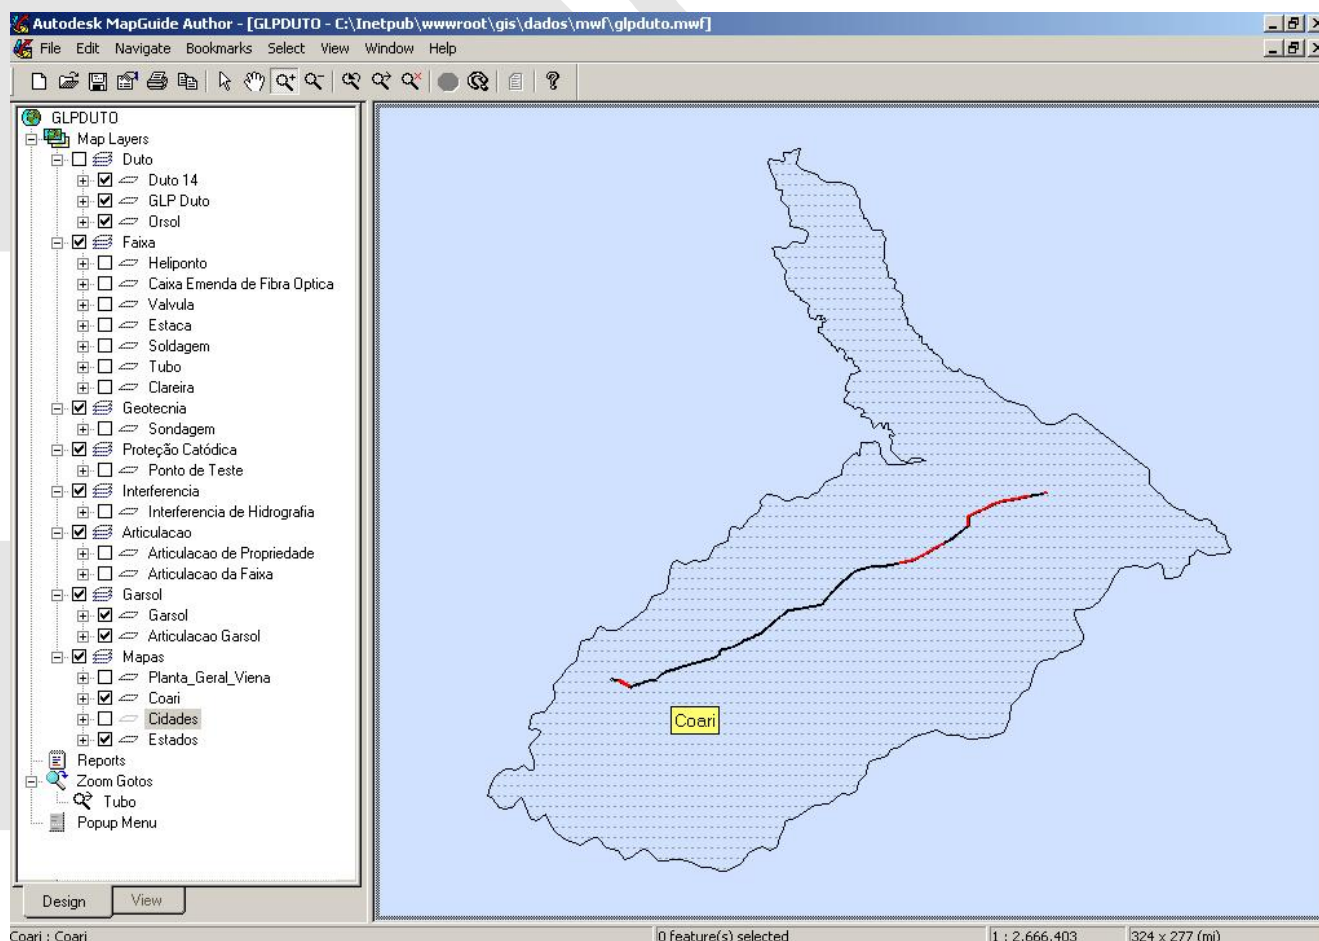 Autodesk MapGuide Author - [GLPDUTO - C:\Inetpub\wwwroot\gis\dados\mwf\glpduto.mwf]
File Edit Navigate Bookmarks Select View Window Help
GLPDUTO
Map Layers
Duto
Duto 14
GLP Duto
Orsol
Faixa
Heliponto
Caixa Emenda de Fibra Optica
Valvula
Estaca
Soldagem
Tubo
Clareira
Geotecnia
Sondagem
Proteção Catódica
Ponto de Teste
Interferencia
Interferencia de Hidrografia
Articulacao
Articulacao de Propriedade
Articulacao da Faixa
Garsol
Garsol
Articulacao Garsol
Mapas
Planta_Geral_Viena
Coari
Cidades
Estados
Reports
Zoom Gotos
Tubo
Popup Menu
Coari
Design View
Coari : Coari 0 feature(s) selected 1 : 2,666,403 324 x 277 (mi)